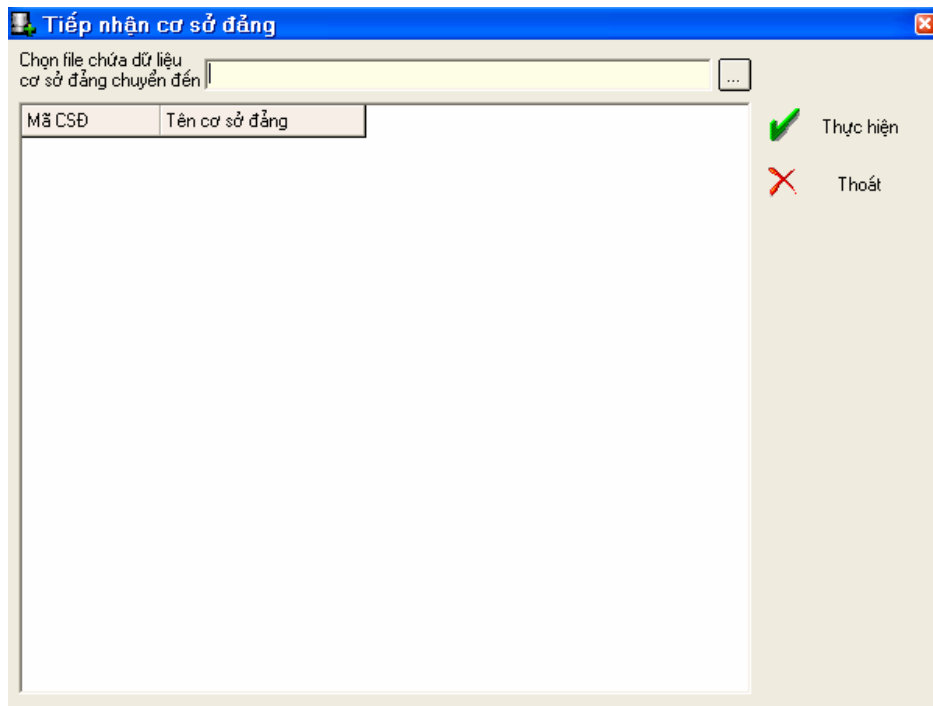 Tiếp nhận cơ sở đảng
Chọn file chứa dữ liệu
cơ sở đảng chuyển đến
...
Mã CSĐ Tên cơ sở đảng
Thực hiện
Thoát